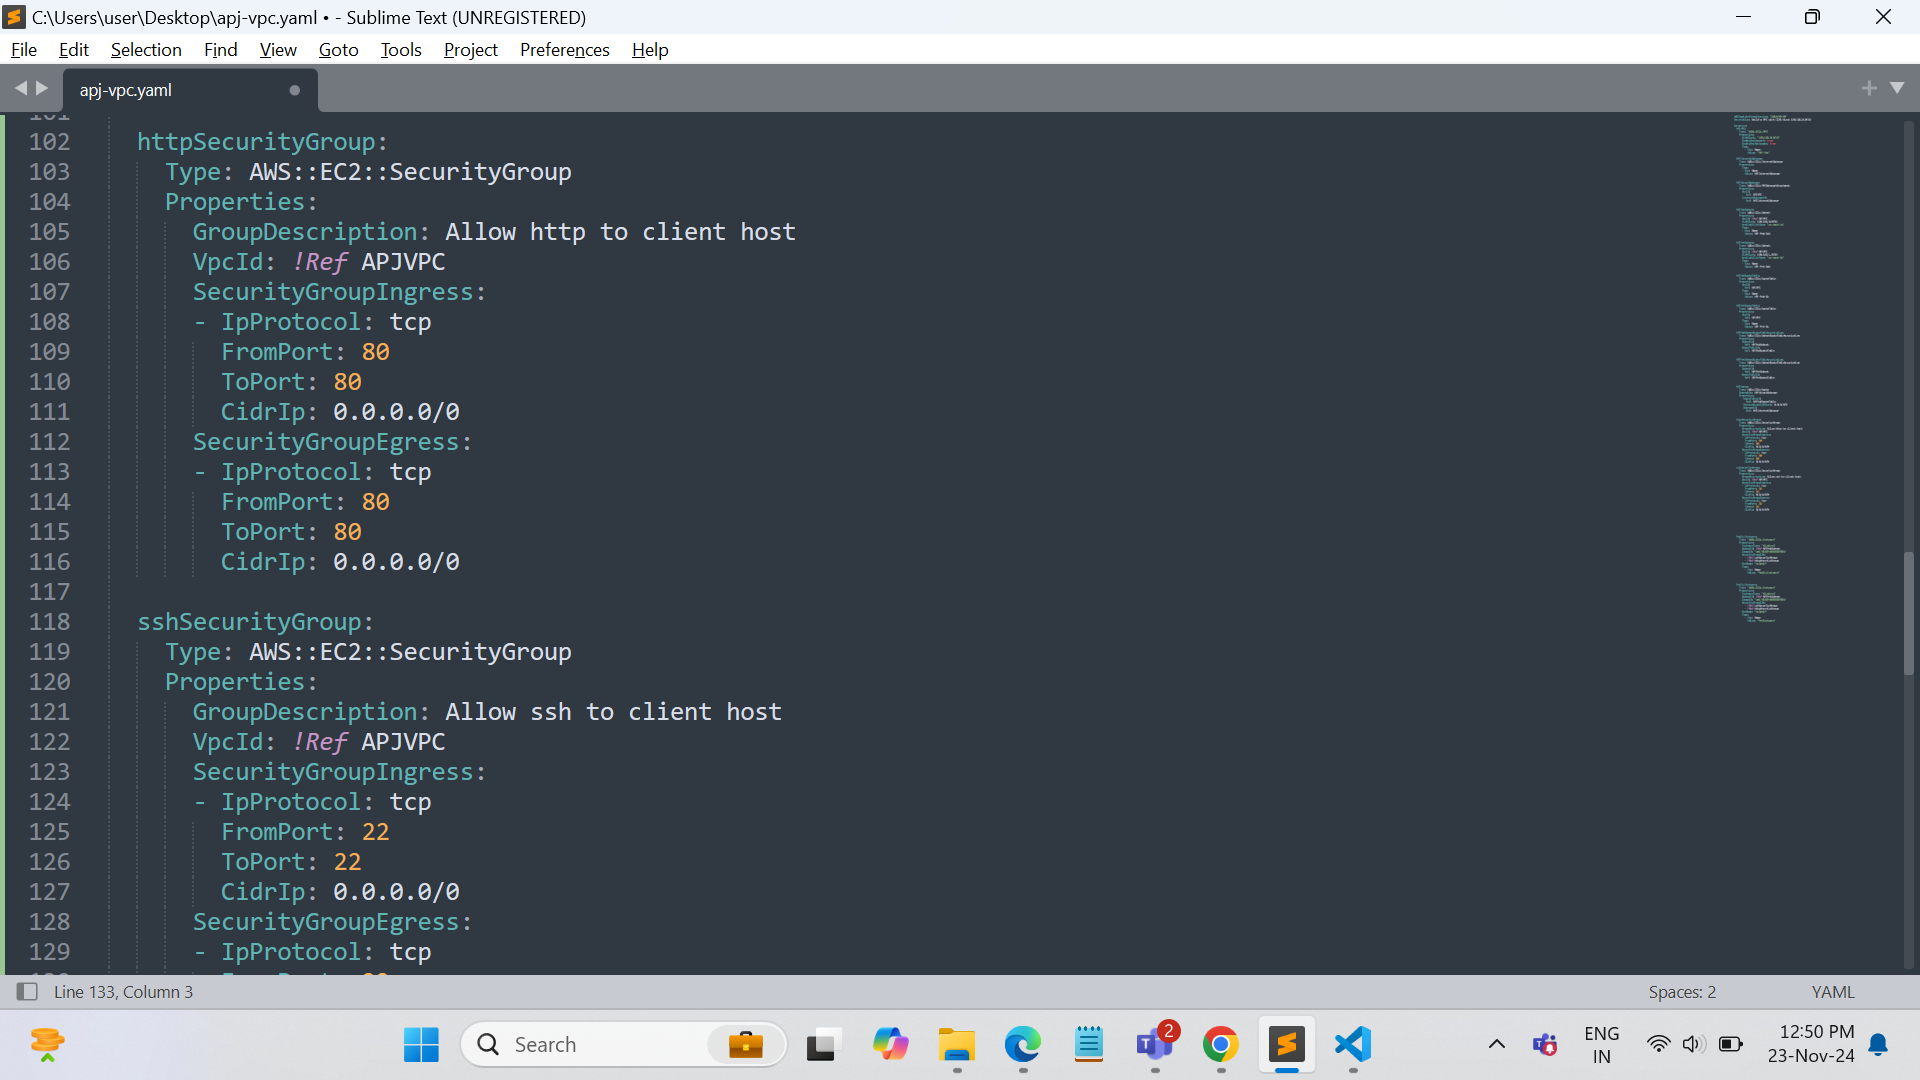 C:\Users\user\Desktop\apj-vpc.yaml • - Sublime Text (UNREGISTERED)
File Edit Selection Find View Goto Tools Project Preferences Help
apj-vpc.yaml
102 httpSecurityGroup:
103 Type: AWS::EC2::SecurityGroup
104 Properties:
105 GroupDescription: Allow http to client host
106 VpcId: !Ref APJVPC
107 SecurityGroupIngress:
108 - IpProtocol: tcp
109 FromPort: 80
110 ToPort: 80
111 CidrIp: 0.0.0.0/0
112 SecurityGroupEgress:
113 - IpProtocol: tcp
114 FromPort: 80
115 ToPort: 80
116 CidrIp: 0.0.0.0/0
117
118 sshSecurityGroup:
119 Type: AWS::EC2::SecurityGroup
120 Properties:
121 GroupDescription: Allow ssh to client host
122 VpcId: !Ref APJVPC
123 SecurityGroupIngress:
124 - IpProtocol: tcp
125 FromPort: 22
126 ToPort: 22
127 CidrIp: 0.0.0.0/0
128 SecurityGroupEgress:
129 - IpProtocol: tcp
Line 133, Column 3
Spaces: 2
YAML
Search
2
ENG
IN
12:50 PM
23-Nov-24